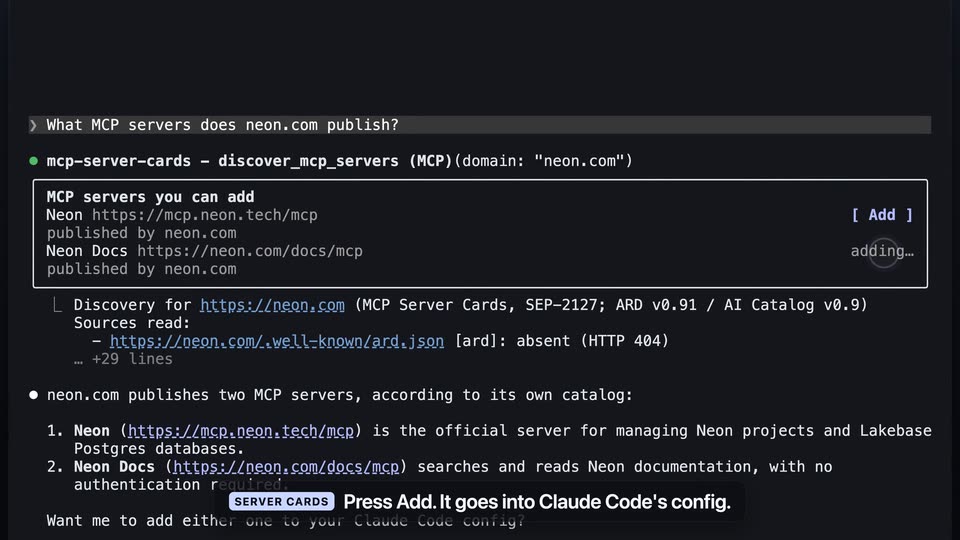 ❯ What MCP servers does neon.com publish?
● mcp-server-cards - discover_mcp_servers (MCP)(domain: "neon.com")
MCP servers you can add
Neon https://mcp.neon.tech/mcp [ Add ]
published by neon.com
Neon Docs https://neon.com/docs/mcp adding…
published by neon.com
⎿ Discovery for https://neon.com (MCP Server Cards, SEP-2127; ARD v0.91 / AI Catalog v0.9)
Sources read:
- https://neon.com/.well-known/ard.json [ard]: absent (HTTP 404)
… +29 lines
● neon.com publishes two MCP servers, according to its own catalog:
1. Neon (https://mcp.neon.tech/mcp) is the official server for managing Neon projects and Lakebase
Postgres databases.
2. Neon Docs (https://neon.com/docs/mcp) searches and reads Neon documentation, with no
authentication required.
SERVER CARDS Press Add. It goes into Claude Code's config.
Want me to add either one to your Claude Code config?